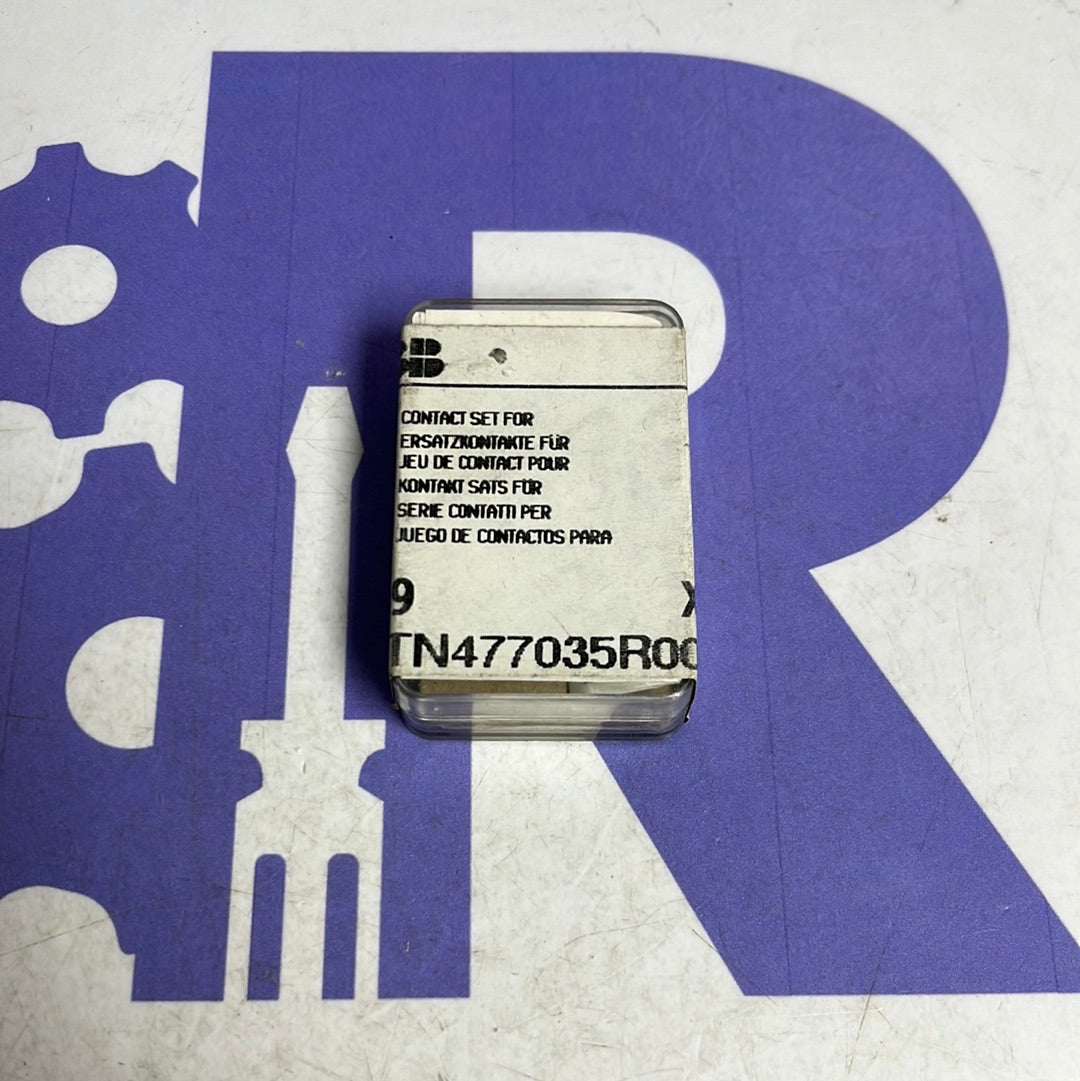 CONTACT SET FOR
ERSATZKONTAKTE FÜR
JEU DE CONTACT POUR
KONTAKT SATS FÖR
SERIE CONTATTI PER
JUEGO DE CONTACTOS PARA
9 X
TN477035R00
R